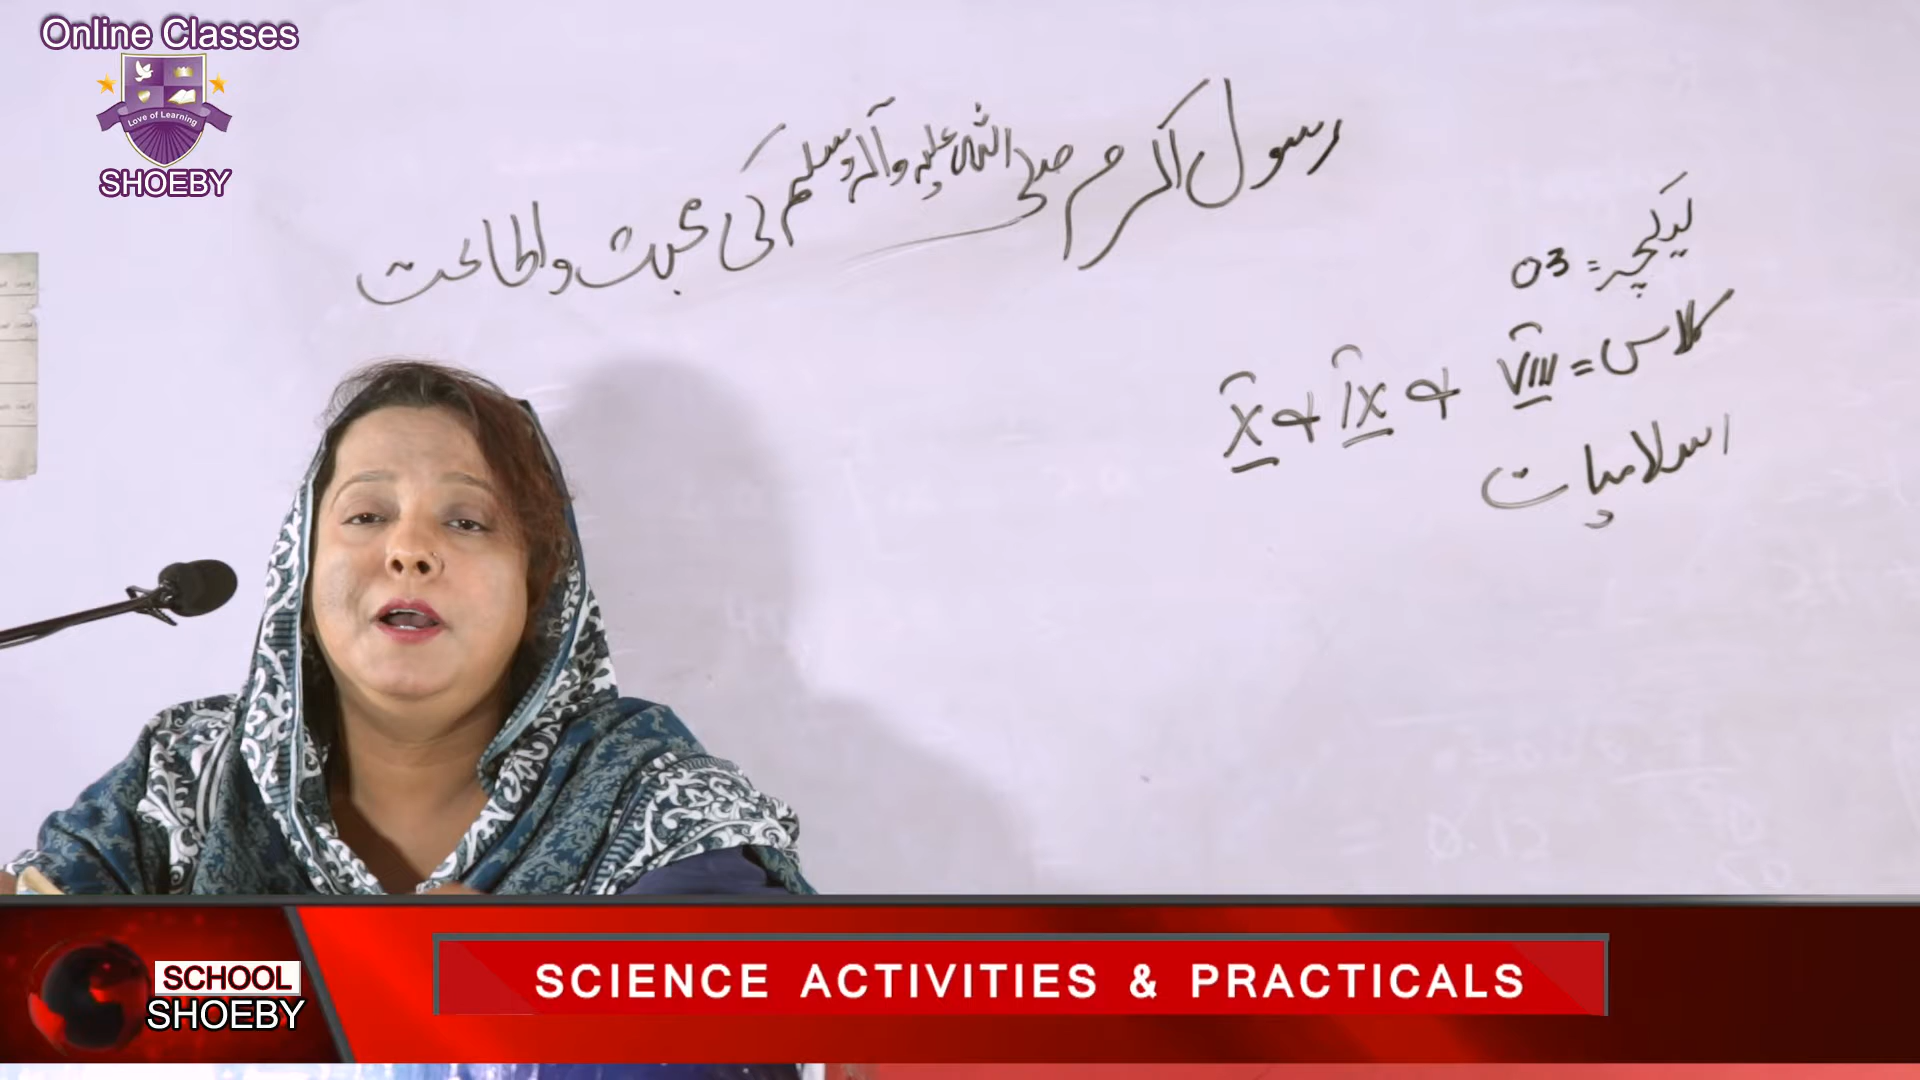 Online Classes
Love of Learning
SHOEBY
رسول اکرم صلی اللہ علیہ وآلہ وسلم کی محبت و اطاعت
لیکچر = 03
کلاس = VIII & IX & X
اسلامیات
SCHOOL
SHOEBY
SCIENCE ACTIVITIES & PRACTICALS